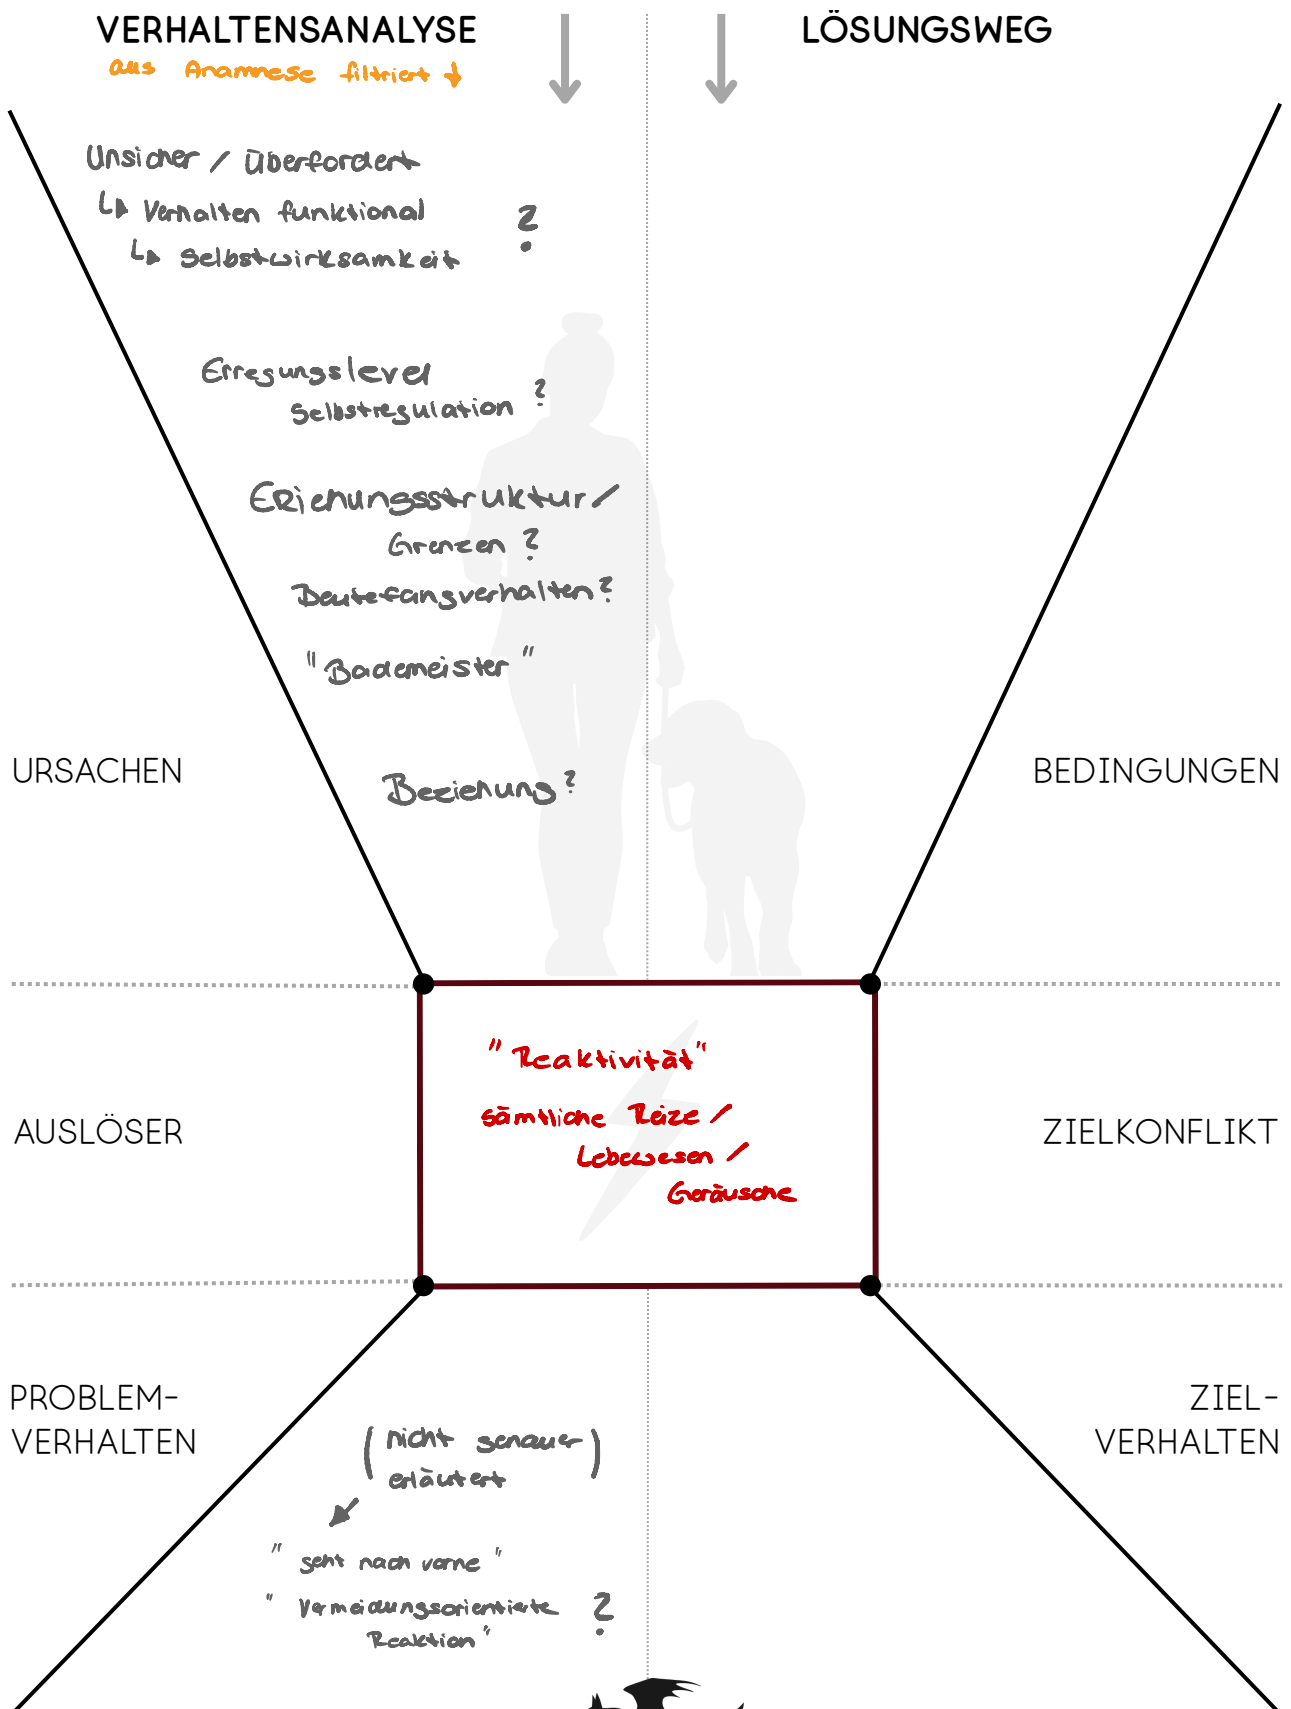 VERHALTENSANALYSE
LÖSUNGSWEG
aus Anamnese filtriert ↓
Unsicher / Überfordert
↳ Verhalten funktional
↳ Selbstwirksamkeit ?
Erregungslevel
Selbstregulation ?
Erziehungsstruktur /
Grenzen ?
Beutefangverhalten?
"Bademeister"
URSACHEN
BEDINGUNGEN
Beziehung?
"Reaktivität"
sämtliche Reize /
AUSLÖSER
ZIELKONFLIKT
Lebewesen /
Geräusche
PROBLEM-
VERHALTEN
ZIEL-
VERHALTEN
(nicht genauer
erläutert)
"geht nach vorne"
"Vermeidungsorientierte ?
Reaktion"